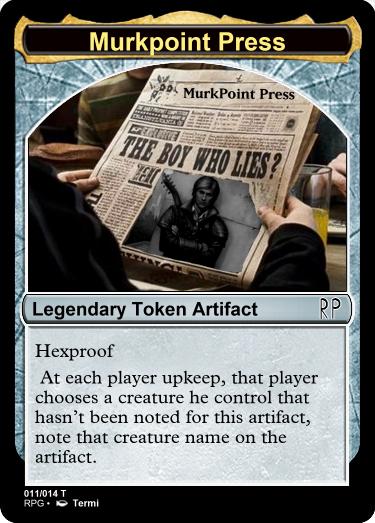 Murkpoint Press
MurkPoint Press
THE BOY WHO LIES?
Legendary Token Artifact
RP
Hexproof
At each player upkeep, that player
chooses a creature he control that
hasn't been noted for this artifact,
note that creature name on the
artifact.
011/014 T
RPG • Termi